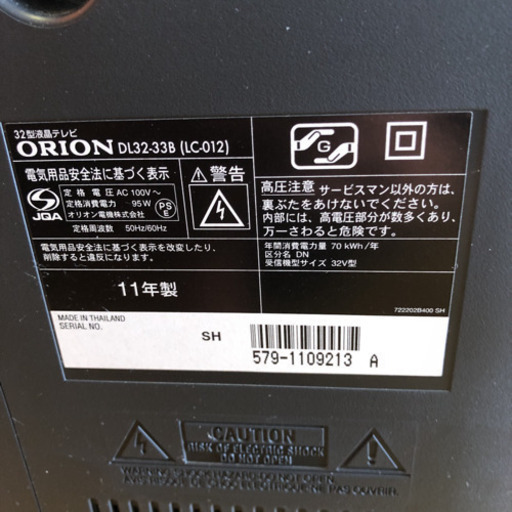 32型液晶テレビ
ORION DL32-33B (LC-012)
電気用品安全法に基づく表示
JQA
定格電圧 AC 100V～
定格消費電力 95W
オリオン電機株式会社
定格周波数 50Hz/60Hz
PS
E
電気用品安全法に基づく表示を改変したり、
削除すると違反になります。
11年製
警告
G
高圧注意 サービスマン以外の方は、
裏ぶたをあけないでください。
内部には、高電圧部分が数多くあり、
万一さわると危険です。
年間消費電力量 70 kWh/年
区分名 DN
受信機型サイズ 32V型
722202B400 SH
MADE IN THAILAND
SERIAL NO.
SH
579-1109213 A
CAUTION
RISK OF ELECTRIC SHOCK
DO NOT OPEN